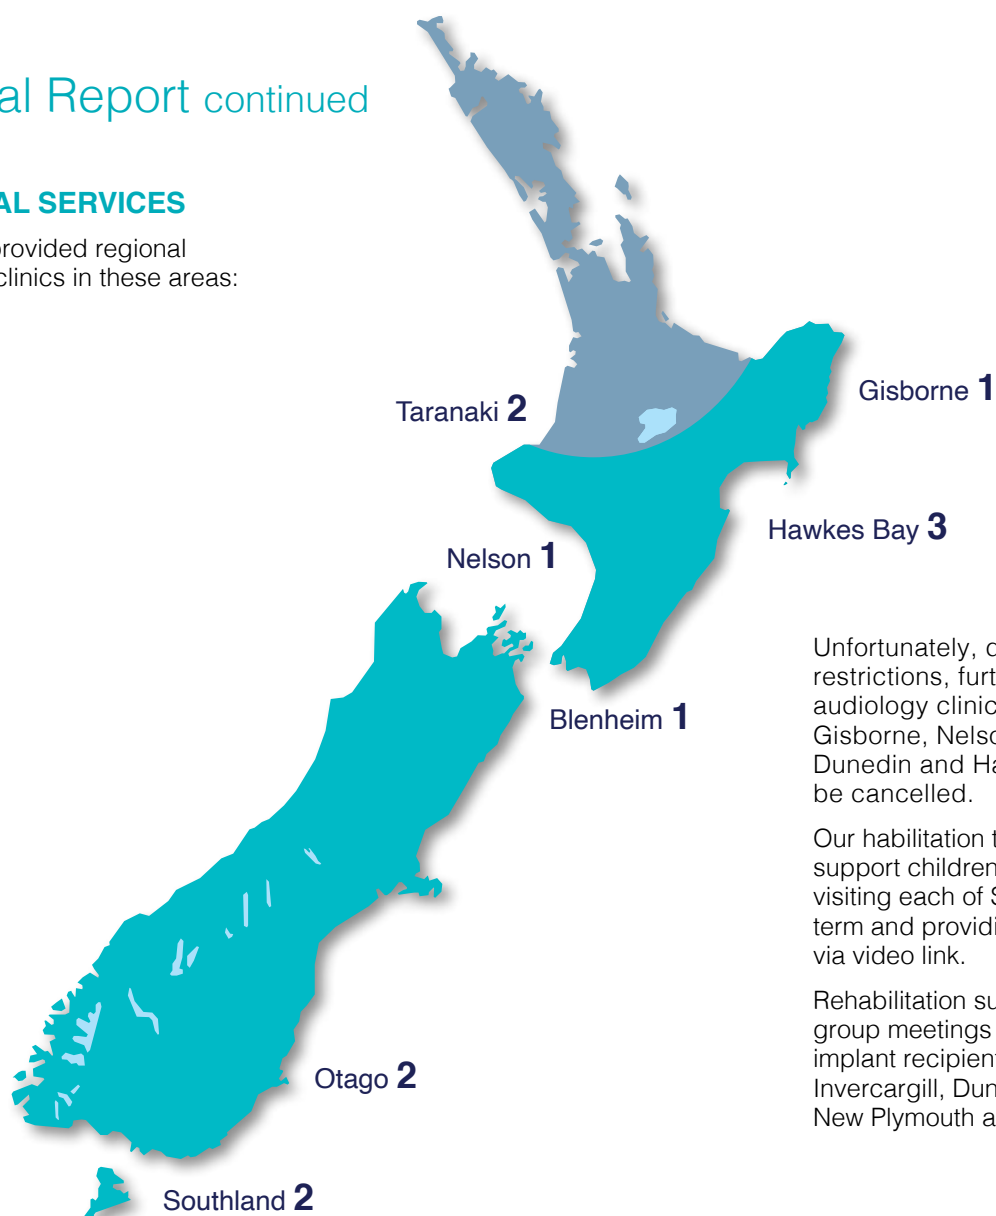 al Report continued
AL SERVICES
provided regional
clinics in these areas:
Taranaki 2
Gisborne 1
Hawkes Bay 3
Nelson 1
Blenheim 1
Otago 2
Southland 2
Unfortunately,
restrictions, furt
audiology clinic
Gisborne, Nelso
Dunedin and Ha
be cancelled.
Our habilitation t
support children
visiting each of S
term and providi
via video link.
Rehabilitation su
group meetings
implant recipient
Invercargill, Dun
New Plymouth a